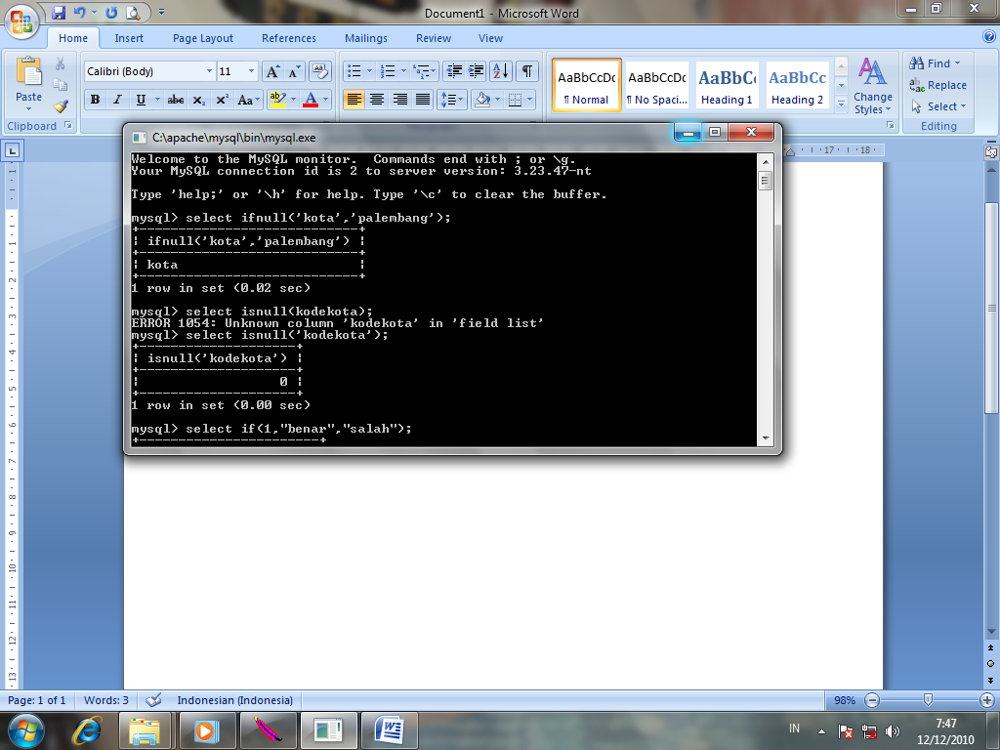 Document1 - Microsoft Word
Home Insert Page Layout References Mailings Review View
Paste
Clipboard
Calibri (Body) 11
B I U abc X₂ X² Aa
AaBbCcDc AaBbCcDc AaBbC AaBbCc
¶ Normal ¶ No Spaci... Heading 1 Heading 2
Change
Styles
Find
Replace
Select
Editing
C:\apache\mysql\bin\mysql.exe
Welcome to the MySQL monitor.  Commands end with ; or \g.
Your MySQL connection id is 2 to server version: 3.23.47-nt
Type 'help;' or '\h' for help. Type '\c' to clear the buffer.
mysql> select ifnull('kota','palembang');
+--------------------------+
| ifnull('kota','palembang') |
+--------------------------+
| kota                     |
+--------------------------+
1 row in set (0.02 sec)
mysql> select isnull(kodekota);
ERROR 1054: Unknown column 'kodekota' in 'field list'
mysql> select isnull('kodekota');
+--------------------+
| isnull('kodekota') |
+--------------------+
|                  0 |
+--------------------+
1 row in set (0.00 sec)
mysql> select if(1,"benar","salah");
+-----------------------+
Page: 1 of 1 Words: 3 Indonesian (Indonesia) 98%
IN
7:47
12/12/2010